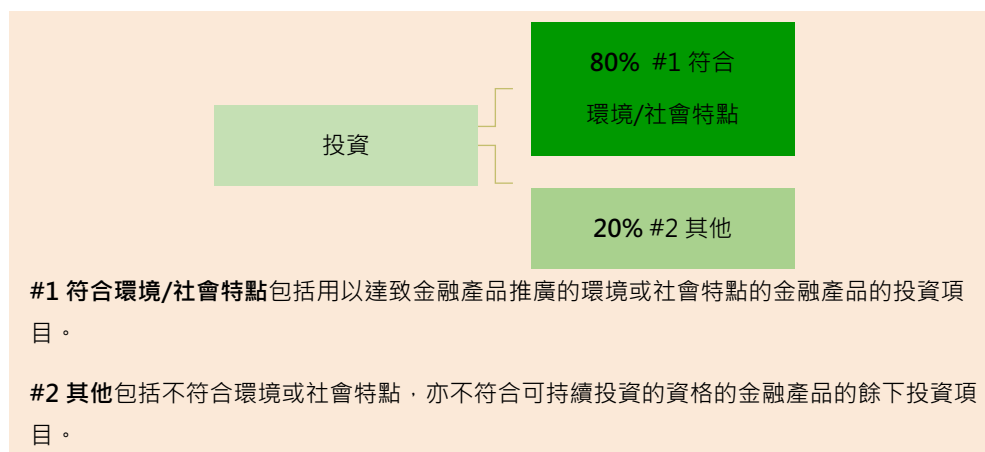 80% #1 符合
環境/社會特點
投資
20% #2 其他
#1 符合環境/社會特點包括用以達致金融產品推廣的環境或社會特點的金融產品的投資項
目。
#2 其他包括不符合環境或社會特點，亦不符合可持續投資的資格的金融產品的餘下投資項
目。